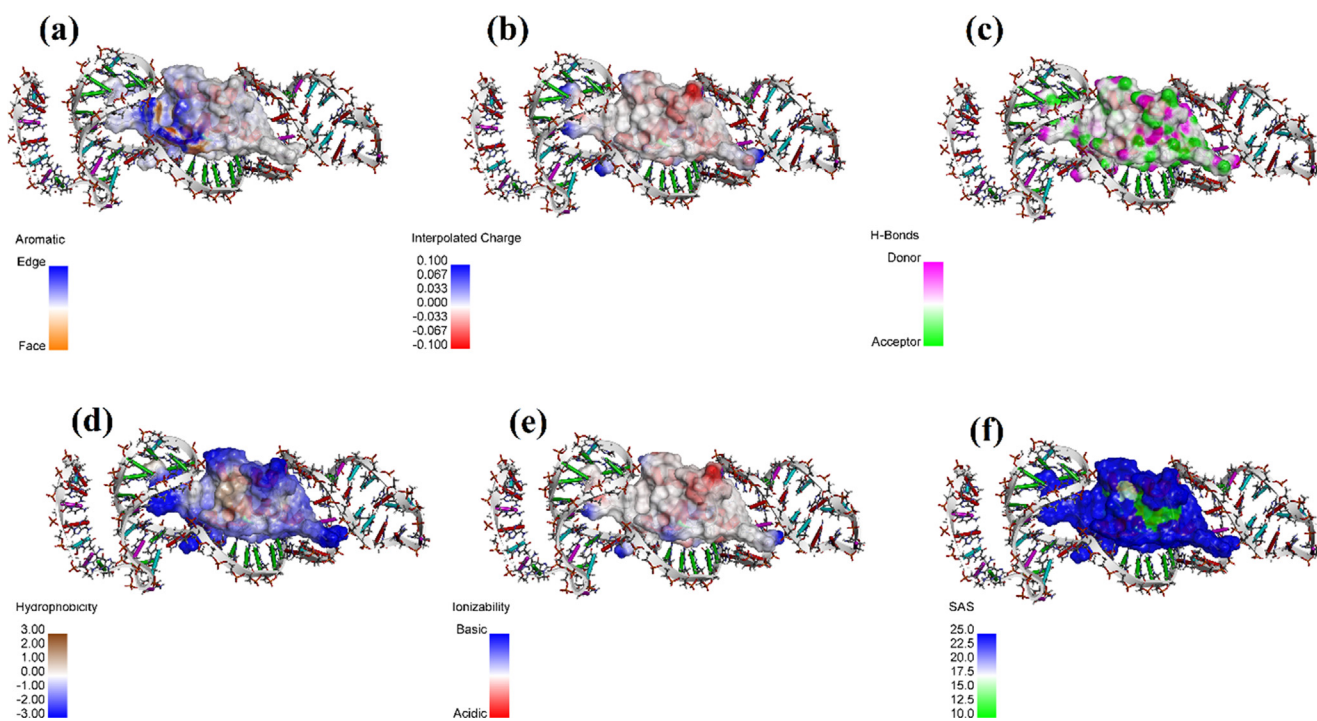 (a)
Aromatic
Edge
Face
(b)
Interpolated Charge
0.100
0.067
0.033
0.000
-0.033
-0.067
-0.100
(c)
H-Bonds
Donor
Acceptor
(d)
Hydrophobicity
3.00
2.00
1.00
0.00
-1.00
-2.00
-3.00
(e)
Ionizability
Basic
Acidic
(f)
SAS
25.0
22.5
20.0
17.5
15.0
12.5
10.0